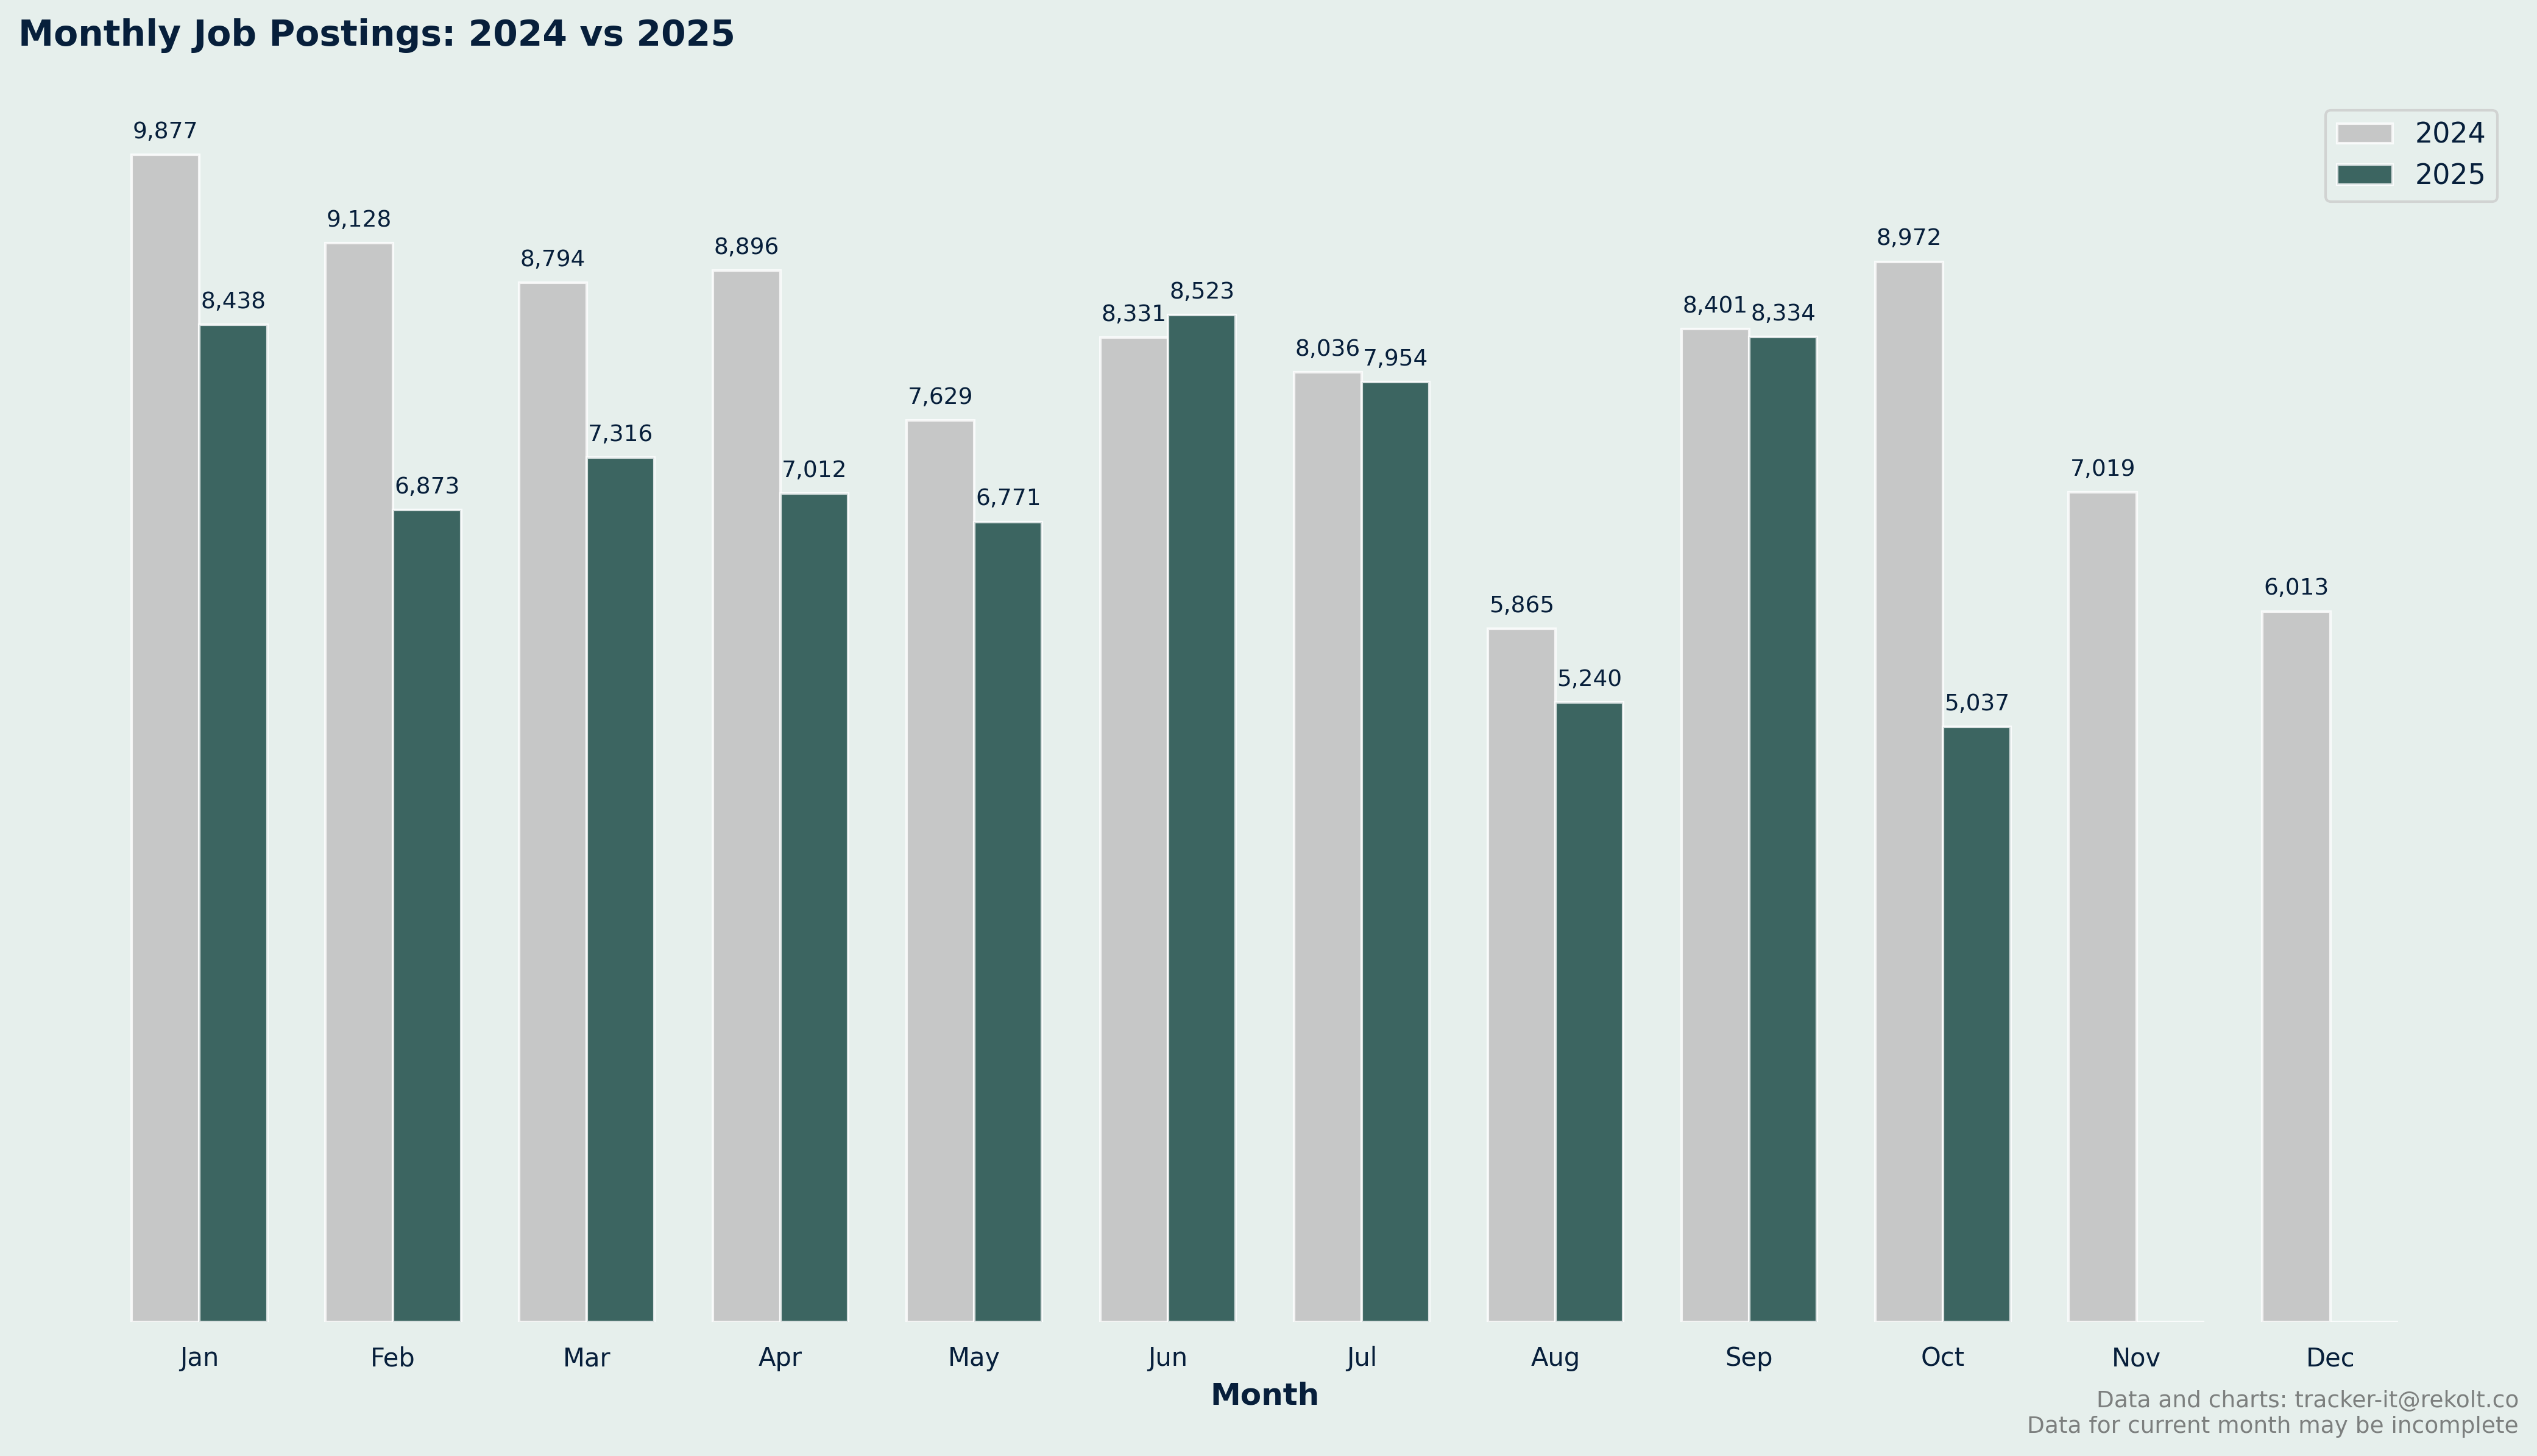 Monthly Job Postings: 2024 vs 2025
2024
2025
9,877
8,438
9,128
6,873
8,794
7,316
8,896
7,012
7,629
6,771
8,331
8,523
8,036
7,954
5,865
5,240
8,401
8,334
8,972
5,037
7,019
6,013
Jan
Feb
Mar
Apr
May
Jun
Jul
Aug
Sep
Oct
Nov
Dec
Month
Data and charts: tracker-it@rekolt.co
Data for current month may be incomplete